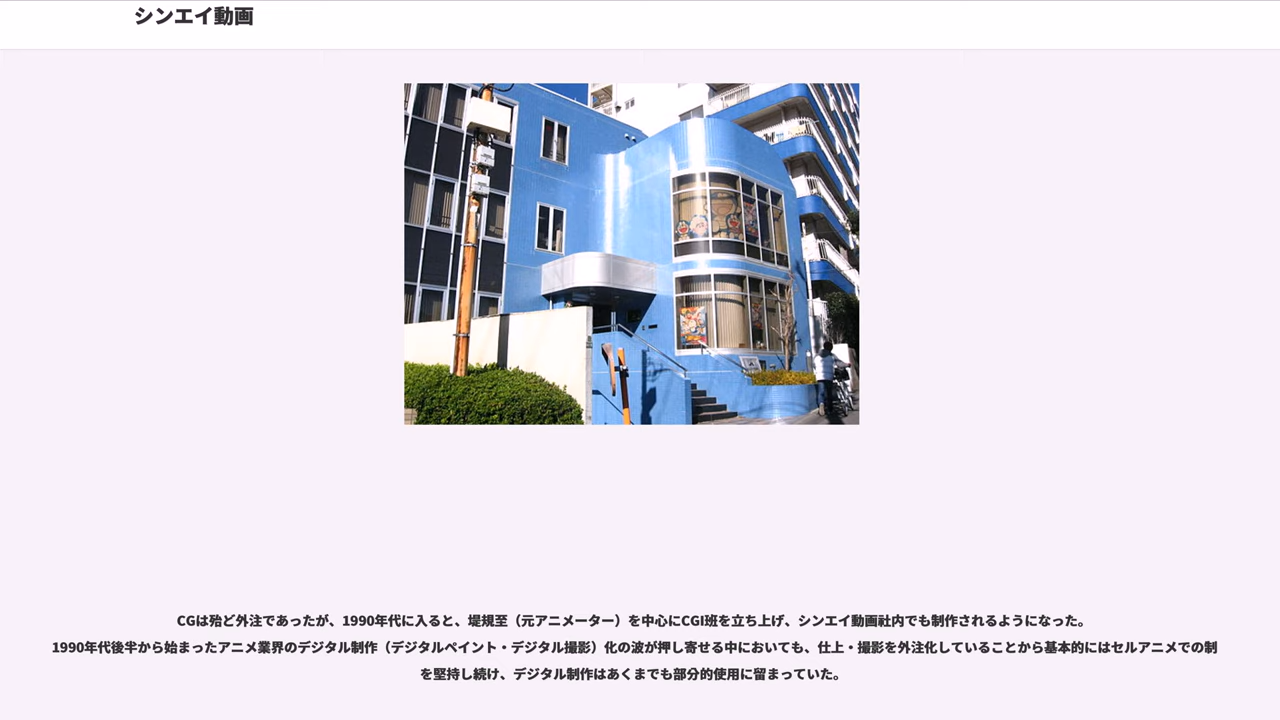 シンエイ動画
CGは殆ど外注であったが、1990年代に入ると、堤規至（元アニメーター）を中心にCGI班を立ち上げ、シンエイ動画社内でも制作されるようになった。
1990年代後半から始まったアニメ業界のデジタル制作（デジタルペイント・デジタル撮影）化の波が押し寄せる中においても、仕上・撮影を外注化していることから基本的にはセルアニメでの制
を堅持し続け、デジタル制作はあくまでも部分的使用に留まっていた。